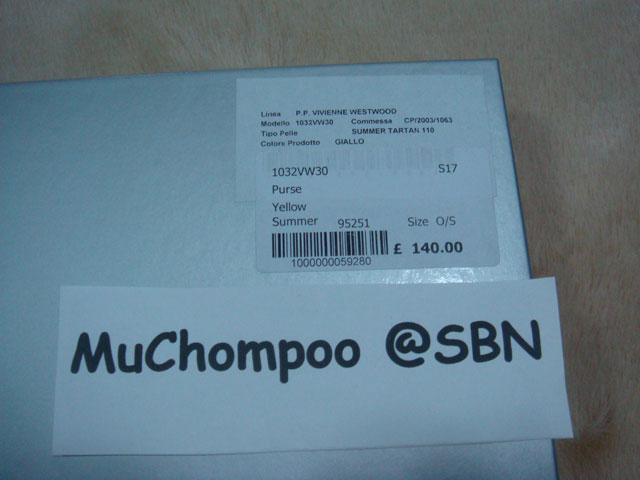 Linea P.P. VIVIENNE WESTWOOD
Modello 1032VW30 Commessa CP/2003/1063
Tipo Pelle SUMMER TARTAN 110
Colore Prodotto GIALLO
1032VW30 S17
Purse
Yellow
Summer 95251 Size O/S
£ 140.00
1000000059280
MuChompoo @SBN